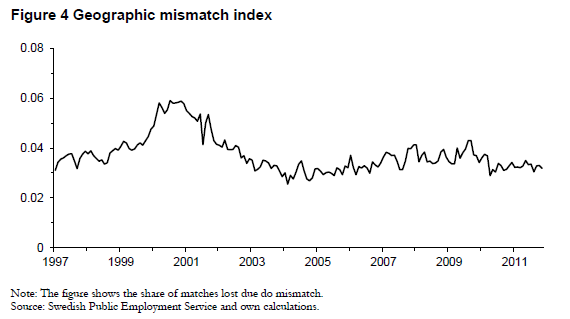 Figure 4 Geographic mismatch index
0.08
0.06
0.04
0.02
0
1997 1999 2001 2003 2005 2007 2009 2011
Note: The figure shows the share of matches lost due do mismatch.
Source: Swedish Public Employment Service and own calculations.